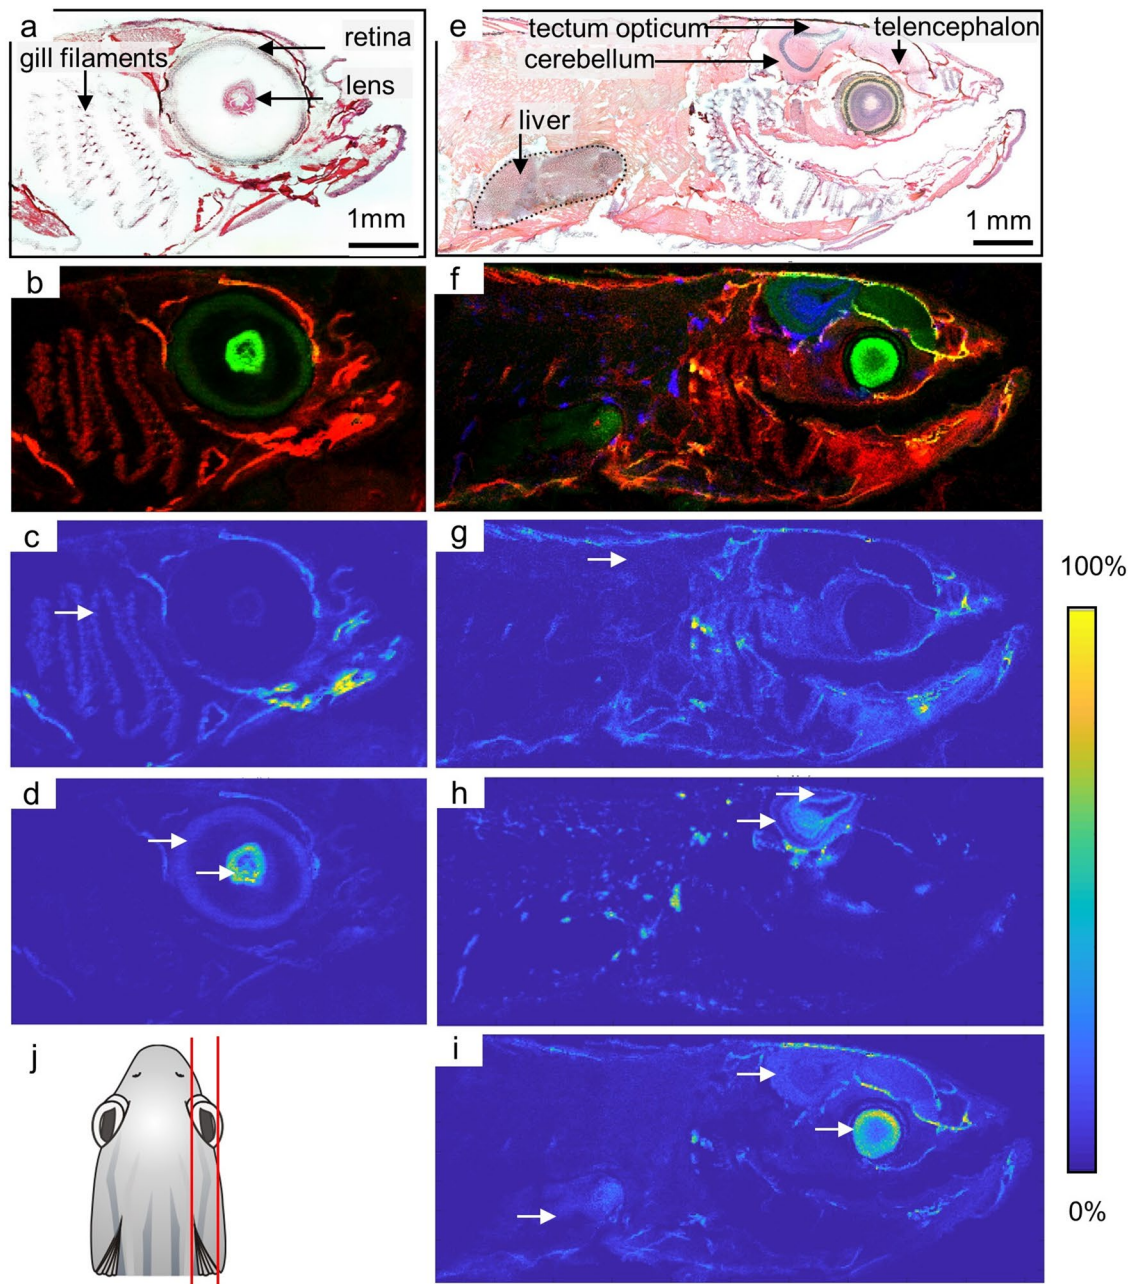 a
retina
gill filaments
lens
1mm
e
tectum opticum
telencephalon
cerebellum
liver
1 mm
b
f
c
g
100%
d
h
j
i
0%